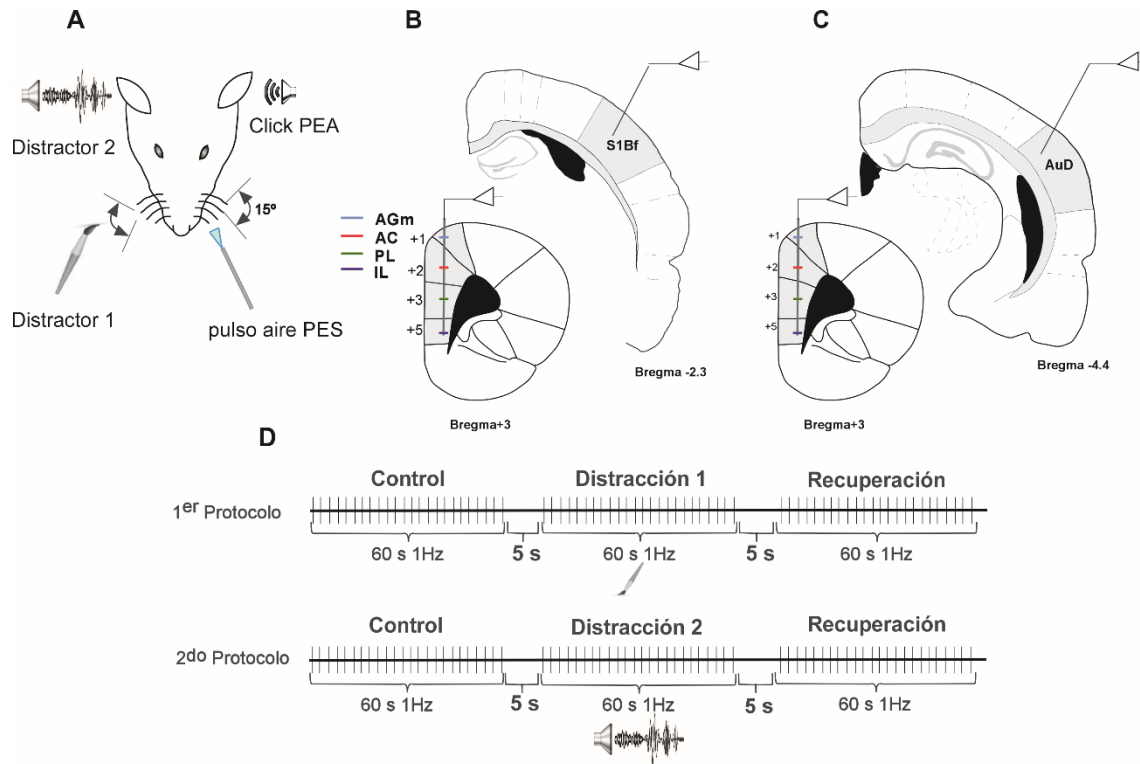 A
Distractor 2
Click PEA
15º
Distractor 1
pulso aire PES
B
S1Bf
AGm
AC
PL
IL
+1
+2
+3
+5
Bregma -2.3
Bregma+3
C
AuD
+1
+2
+3
+5
Bregma -4.4
Bregma+3
D
Control Distracción 1 Recuperación
1er Protocolo
60 s 1Hz 5 s 60 s 1Hz 5 s 60 s 1Hz
Control Distracción 2 Recuperación
2do Protocolo
60 s 1Hz 5 s 60 s 1Hz 5 s 60 s 1Hz